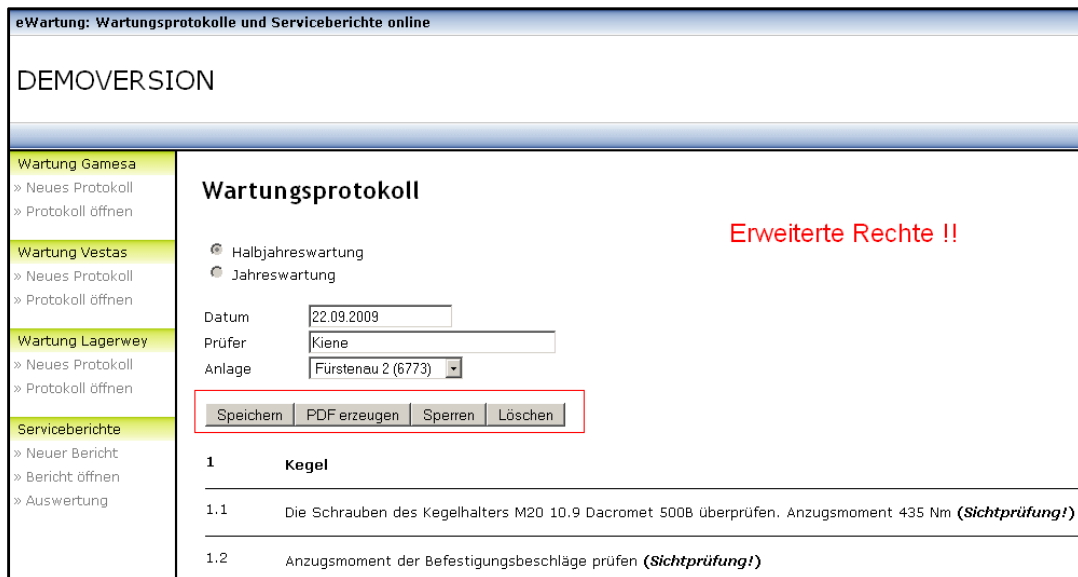 eWartung: Wartungsprotokolle und Serviceberichte online
DEMOVERSION
Wartung Gamesa
» Neues Protokoll
» Protokoll öffnen
Wartung Vestas
» Neues Protokoll
» Protokoll öffnen
Wartung Lagerwey
» Neues Protokoll
» Protokoll öffnen
Serviceberichte
» Neuer Bericht
» Bericht öffnen
» Auswertung
Wartungsprotokoll
Erweiterte Rechte !!
Halbjahreswartung
Jahreswartung
Datum 22.09.2009
Prüfer Kiene
Anlage Fürstenau 2 (6773)
Speichern PDF erzeugen Sperren Löschen
1 Kegel
1.1 Die Schrauben des Kegelhalters M20 10.9 Dacromet 500B überprüfen. Anzugsmoment 435 Nm (Sichtprüfung!)
1.2 Anzugsmoment der Befestigungsbeschläge prüfen (Sichtprüfung!)